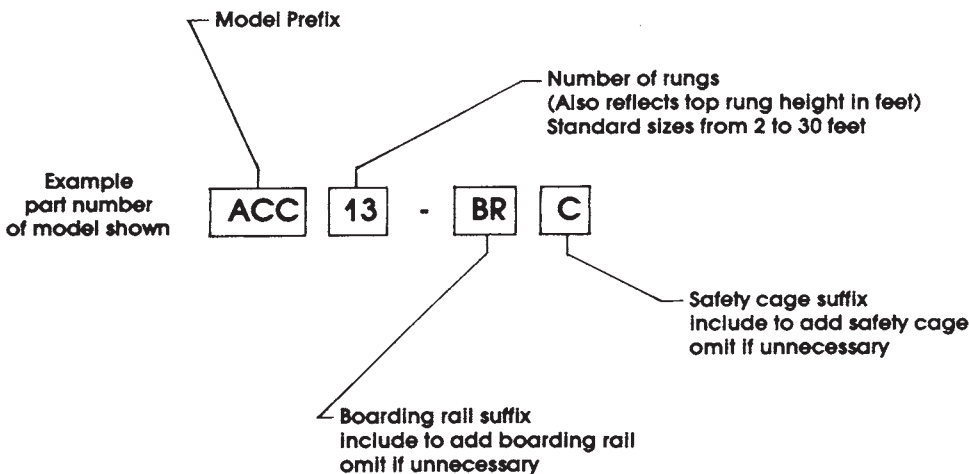 Model Prefix
Number of rungs
(Also reflects top rung height in feet)
Standard sizes from 2 to 30 feet
Example
part number
of model shown
ACC 13 - BR C
Safety cage suffix
include to add safety cage
omit if unnecessary
Boarding rail suffix
include to add boarding rail
omit if unnecessary